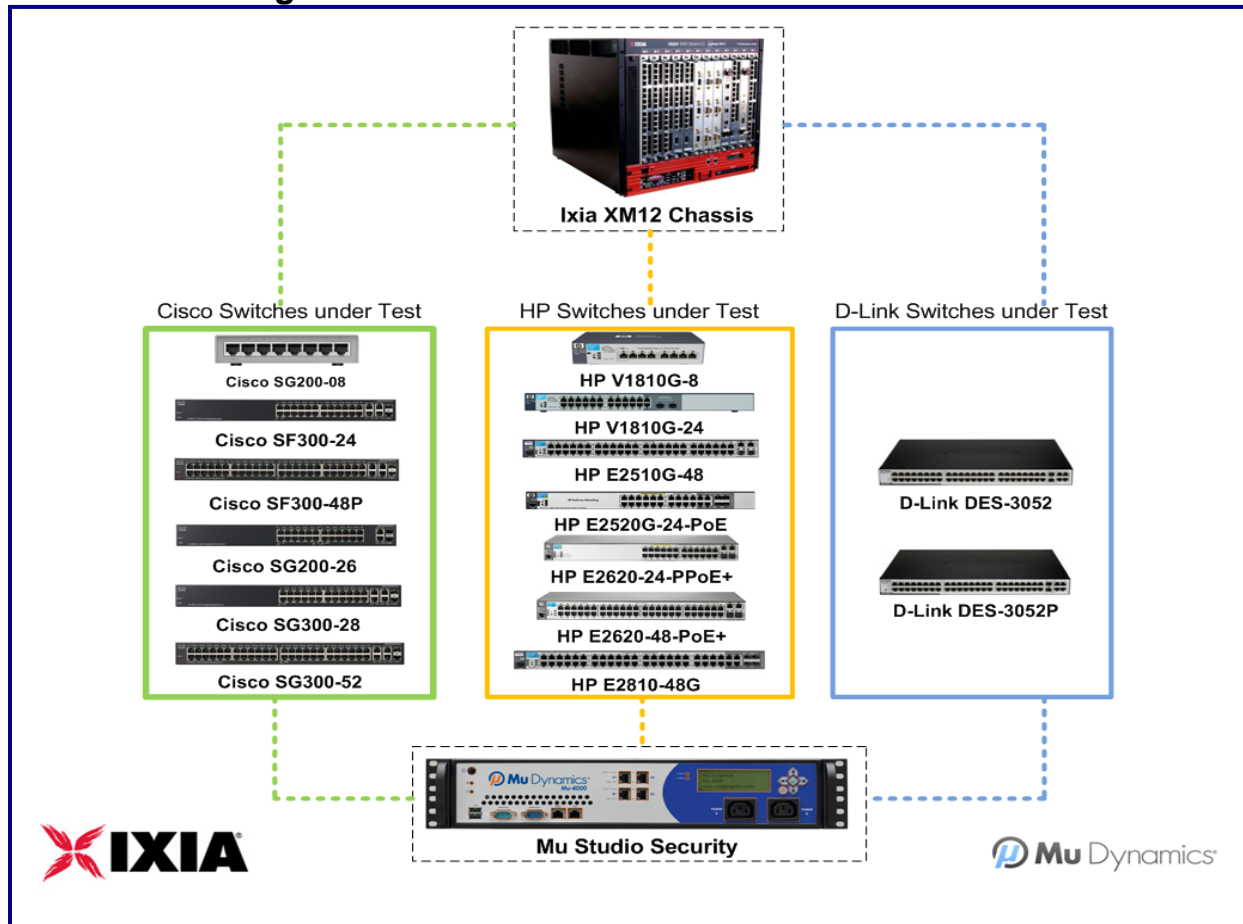 Ixia XM12 Chassis
Cisco Switches under Test
HP Switches under Test
D-Link Switches under Test
Cisco SG200-08
Cisco SF300-24
Cisco SF300-48P
Cisco SG200-26
Cisco SG300-28
Cisco SG300-52
HP V1810G-8
HP V1810G-24
HP E2510G-48
HP E2520G-24-PoE
HP E2620-24-PPoE+
HP E2620-48-PoE+
HP E2810-48G
D-Link DES-3052
D-Link DES-3052P
μ Mu Dynamics
Mu-4000
Mu Studio Security
IXIA
μ Mu Dynamics